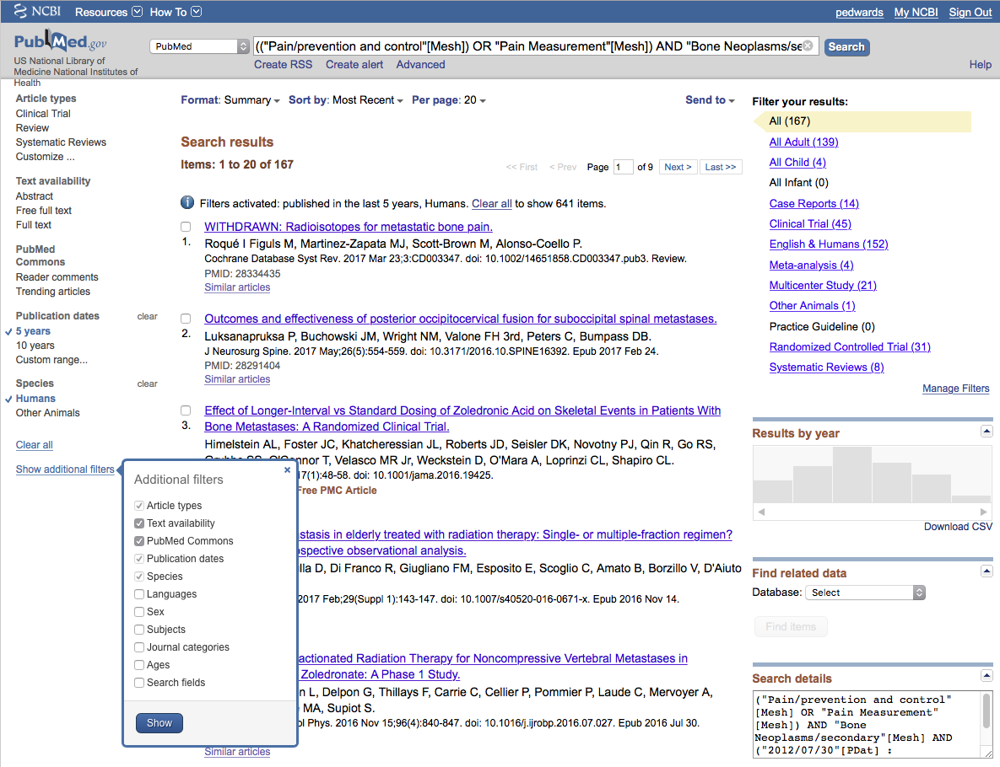 NCBI Resources How To pedwards My NCBI Sign Out
PubMed.gov
US National Library of
Medicine National Institutes of
Health
PubMed
(("Pain/prevention and control"[Mesh]) OR "Pain Measurement"[Mesh]) AND "Bone Neoplasms/se
Search
Create RSS Create alert Advanced
Help
Article types
Clinical Trial
Review
Systematic Reviews
Customize ...
Text availability
Abstract
Free full text
Full text
PubMed
Commons
Reader comments
Trending articles
Publication dates clear
5 years
10 years
Custom range...
Species clear
Humans
Other Animals
Clear all
Show additional filters
Additional filters
Article types
Text availability
PubMed Commons
Publication dates
Species
Languages
Sex
Subjects
Journal categories
Ages
Search fields
Show
Format: Summary Sort by: Most Recent Per page: 20 Send to
Search results
Items: 1 to 20 of 167
<< First < Prev Page 1 of 9 Next > Last >>
Filters activated: published in the last 5 years, Humans. Clear all to show 641 items.
WITHDRAWN: Radioisotopes for metastatic bone pain.
1. Roqué I Figuls M, Martinez-Zapata MJ, Scott-Brown M, Alonso-Coello P.
Cochrane Database Syst Rev. 2017 Mar 23;3:CD003347. doi: 10.1002/14651858.CD003347.pub3. Review.
PMID: 28334435
Similar articles
Outcomes and effectiveness of posterior occipitocervical fusion for suboccipital spinal metastases.
2. Luksanapruksa P, Buchowski JM, Wright NM, Valone FH 3rd, Peters C, Bumpass DB.
J Neurosurg Spine. 2017 May;26(5):554-559. doi: 10.3171/2016.10.SPINE16392. Epub 2017 Feb 24.
PMID: 28291404
Similar articles
Effect of Longer-Interval vs Standard Dosing of Zoledronic Acid on Skeletal Events in Patients With
3. Bone Metastases: A Randomized Clinical Trial.
Himelstein AL, Foster JC, Khatcheressian JL, Roberts JD, Seisler DK, Novotny PJ, Qin R, Go RS,
O'Connor T, Velasco MR Jr, Weckstein D, O'Mara A, Loprinzi CL, Shapiro CL.
7(1):48-58. doi: 10.1001/jama.2016.19425.
Free PMC Article
stasis in elderly treated with radiation therapy: Single- or multiple-fraction regimen?
spective observational analysis.
lla D, Di Franco R, Giugliano FM, Esposito E, Scoglio C, Amato B, Borzillo V, D'Aiuto
2017 Feb;29(Suppl 1):143-147. doi: 10.1007/s40520-016-0671-x. Epub 2016 Nov 14.
actionated Radiation Therapy for Noncompressive Vertebral Metastases in
Zoledronate: A Phase 1 Study.
n L, Delpon G, Thillays F, Carrie C, Cellier P, Pommier P, Laude C, Mervoyer A,
MA, Supiot S.
ol Phys. 2016 Nov 15;96(4):840-847. doi: 10.1016/j.ijrobp.2016.07.027. Epub 2016 Jul 30.
Similar articles
Filter your results:
All (167)
All Adult (139)
All Child (4)
All Infant (0)
Case Reports (14)
Clinical Trial (45)
English & Humans (152)
Meta-analysis (4)
Multicenter Study (21)
Other Animals (1)
Practice Guideline (0)
Randomized Controlled Trial (31)
Systematic Reviews (8)
Manage Filters
Results by year
Download CSV
Find related data
Database: Select
Find items
Search details
("Pain/prevention and control"
[Mesh] OR "Pain Measurement"
[Mesh]) AND "Bone
Neoplasms/secondary"[Mesh] AND
("2012/07/30"[PDat] :